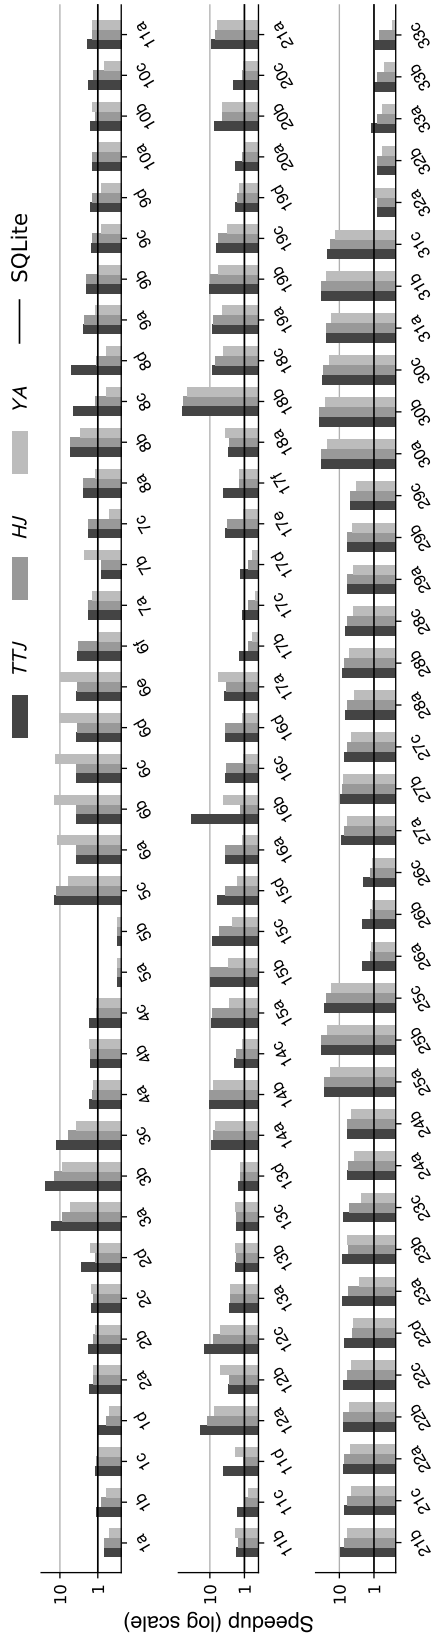 TTJ HJ YA SQLite
10
1
1a 1b 1c 1d 2a 2b 2c 2d 3a 3b 3c 4a 4b 4c 5a 5b 5c 6a 6b 6c 6d 6e 6f 7a 7b 7c 8a 8b 8c 8d 9a 9b 9c 9d 10a 10b 10c 11a
Speedup (log scale)
10
1
11b 11c 11d 12a 12b 12c 13a 13b 13c 13d 14a 14b 14c 15a 15b 15c 15d 16a 16b 16c 16d 17a 17b 17c 17d 17e 17f 18a 18b 18c 19a 19b 19c 19d 20a 20b 20c 21a
10
1
21b 21c 22a 22b 22c 22d 23a 23b 23c 24a 24b 25a 25b 25c 26a 26b 26c 27a 27b 27c 28a 28b 28c 29a 29b 29c 30a 30b 30c 31a 31b 31c 32a 32b 33a 33b 33c